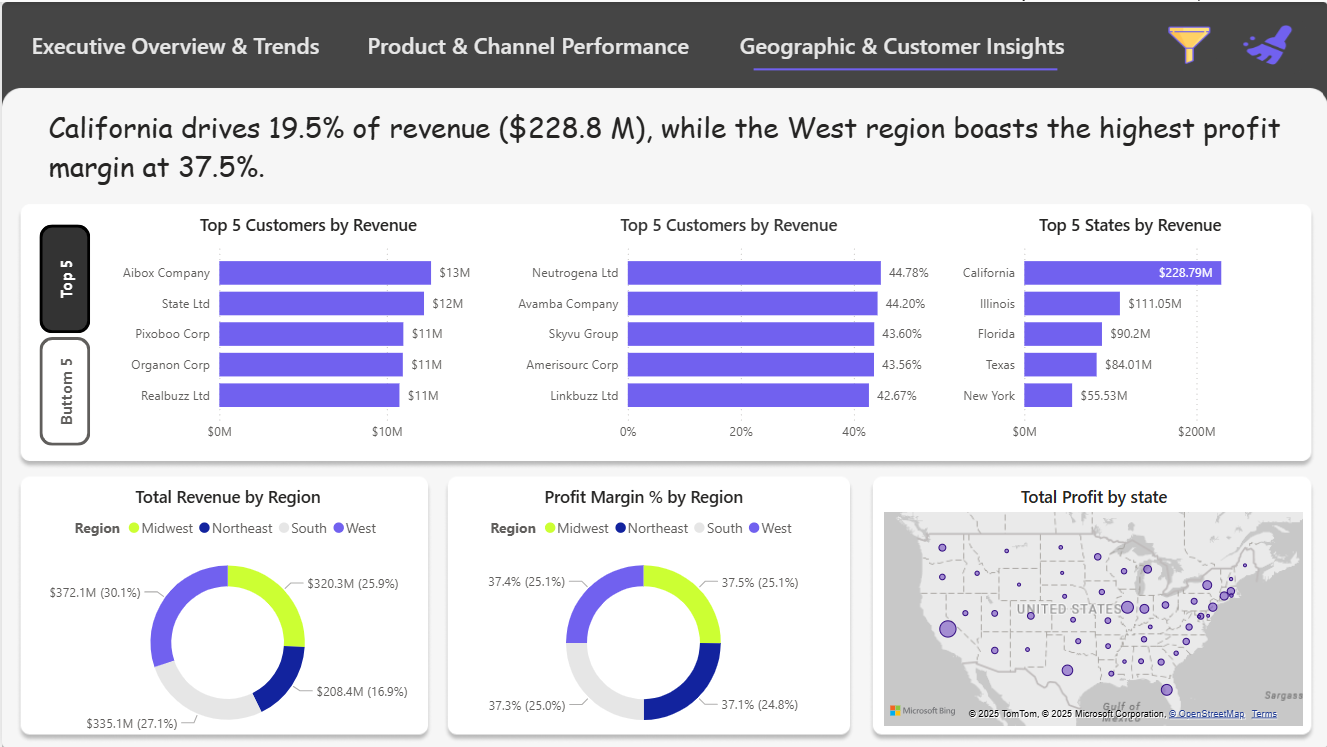 Executive Overview & Trends
Product & Channel Performance
Geographic & Customer Insights
California drives 19.5% of revenue ($228.8 M), while the West region boasts the highest profit
margin at 37.5%.
Top 5
Buttom 5
Top 5 Customers by Revenue
Aibox Company $13M
State Ltd $12M
Pixoboo Corp $11M
Organon Corp $11M
Realbuzz Ltd $11M
$0M $10M
Top 5 Customers by Revenue
Neutrogena Ltd 44.78%
Avamba Company 44.20%
Skyvu Group 43.60%
Amerisourc Corp 43.56%
Linkbuzz Ltd 42.67%
0% 20% 40%
Top 5 States by Revenue
California $228.79M
Illinois $111.05M
Florida $90.2M
Texas $84.01M
New York $55.53M
$0M $200M
Total Revenue by Region
Region Midwest Northeast South West
$320.3M (25.9%)
$372.1M (30.1%)
$208.4M (16.9%)
$335.1M (27.1%)
Profit Margin % by Region
Region Midwest Northeast South West
37.4% (25.1%) 37.5% (25.1%)
37.3% (25.0%) 37.1% (24.8%)
Total Profit by state
UNITED STATES
Sargass
Gulf of
Mexico
Microsoft Bing
© 2025 TomTom, © 2025 Microsoft Corporation, © OpenStreetMap Terms